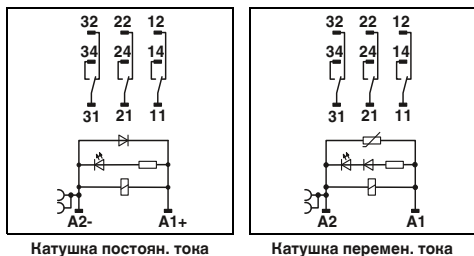 32 22 12
34 24 14
31 21 11
A2- A1+
Катушка постоян. тока
32 22 12
34 24 14
31 21 11
A2 A1
Катушка перемен. тока